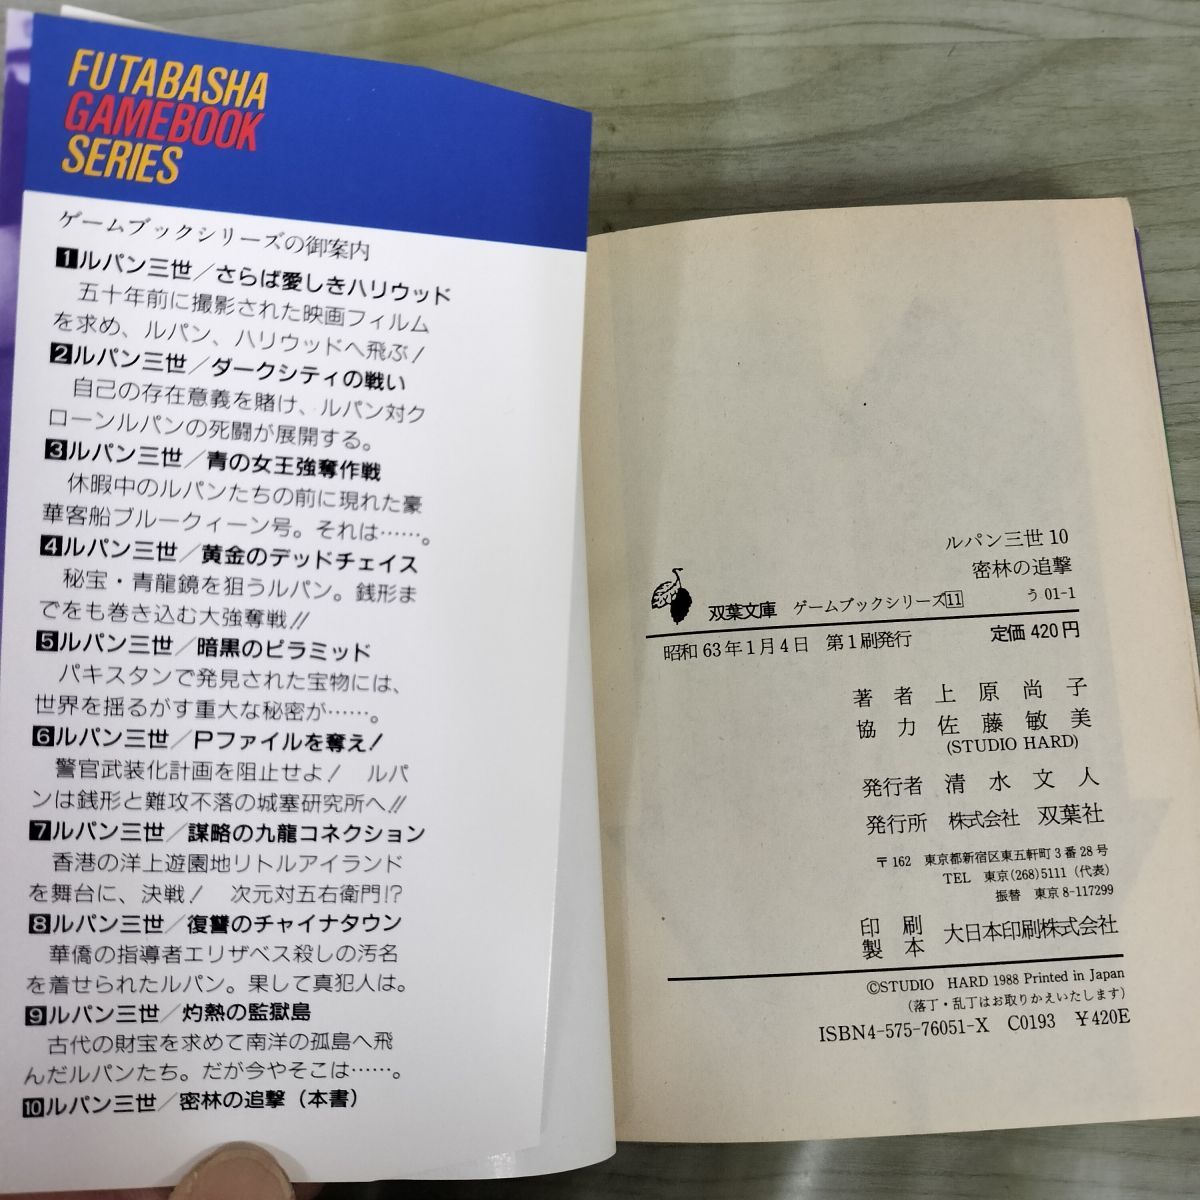 FUTABASHA
GAMEBOOK
SERIES
ゲームブックシリーズの御案内
1ルパン三世／さらば愛しきハリウッド
五十年前に撮影された映画フィルム
を求め、ルパン、ハリウッドへ飛ぶ！
2ルパン三世／ダークシティの戦い
自己の存在意義を賭け、ルパン対ク
ローンルパンの死闘が展開する。
3ルパン三世／青の女王強奪作戦
休暇中のルパンたちの前に現れた豪
華客船ブルークィーン号。それは……。
4ルパン三世／黄金のデッドチェイス
秘宝・青龍鏡を狙うルパン。銭形ま
でをも巻き込む大強奪戦!!
5ルパン三世／暗黒のピラミッド
パキスタンで発見された宝物には、
世界を揺るがす重大な秘密が……。
6ルパン三世／Pファイルを奪え！
警官武装化計画を阻止せよ！　ルパ
ンは銭形と難攻不落の城塞研究所へ!!
7ルパン三世／謀略の九龍コネクション
香港の洋上遊園地リトルアイランド
を舞台に、決戦！　次元対五右衛門!?
8ルパン三世／復讐のチャイナタウン
華僑の指導者エリザベス殺しの汚名
を着せられたルパン。果して真犯人は。
9ルパン三世／灼熱の監獄島
古代の財宝を求めて南洋の孤島へ飛
んだルパンたち。だが今やそこは……。
10ルパン三世／密林の追撃（本書）
ルパン三世 10
密林の追撃
双葉文庫　ゲームブックシリーズ11　う 01-1
昭和 63 年 1 月 4 日　第 1 刷発行　定価 420円
著者　上原尚子
協力　佐藤敏美
(STUDIO HARD)
発行者　清水文人
発行所　株式会社　双葉社
〒162　東京都新宿区東五軒町 3 番 28 号
TEL　東京(268)5111（代表）
振替　東京 8-117299
印刷
製本　大日本印刷株式会社
©STUDIO HARD 1988 Printed in Japan
（落丁・乱丁はお取りかえいたします）
ISBN4-575-76051-X　C0193　￥420E